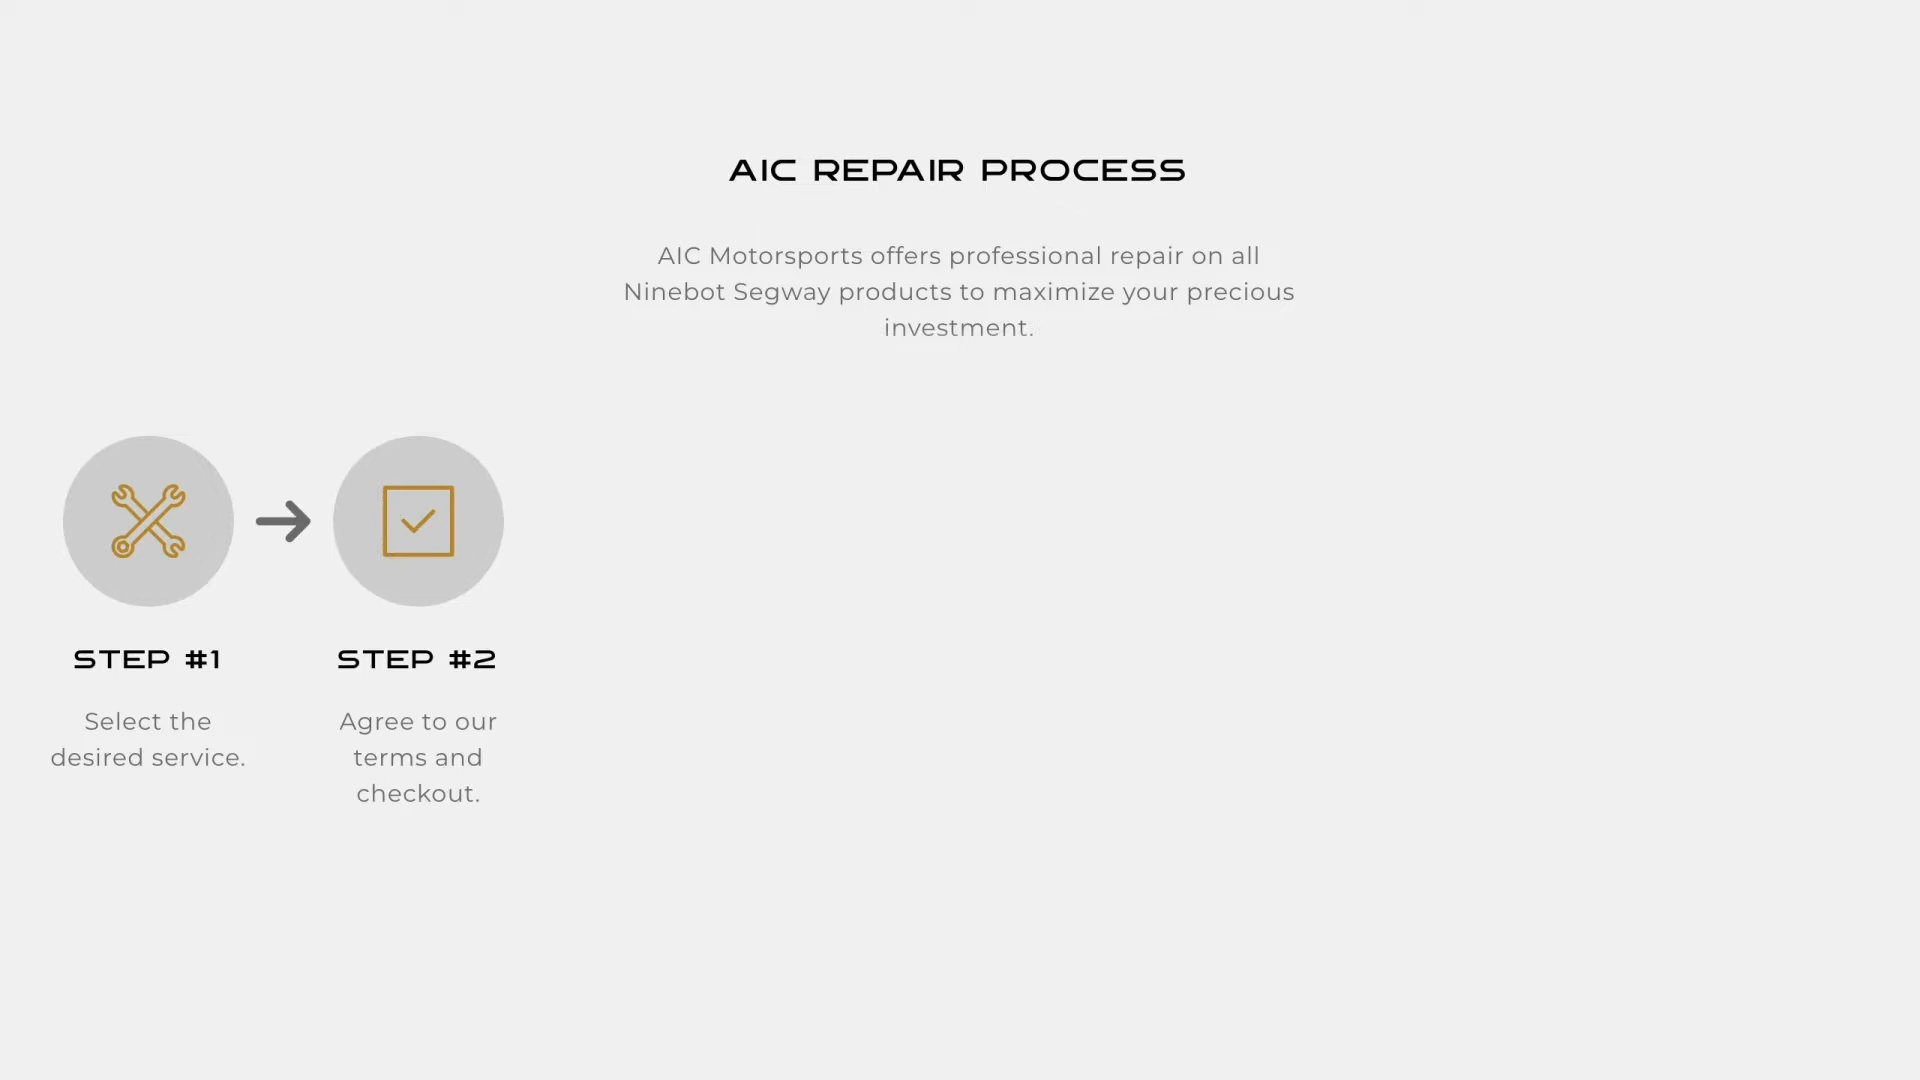 AIC REPAIR PROCESS
AIC Motorsports offers professional repair on all
Ninebot Segway products to maximize your precious
investment.
STEP #1
Select the
desired service.
STEP #2
Agree to our
terms and
checkout.